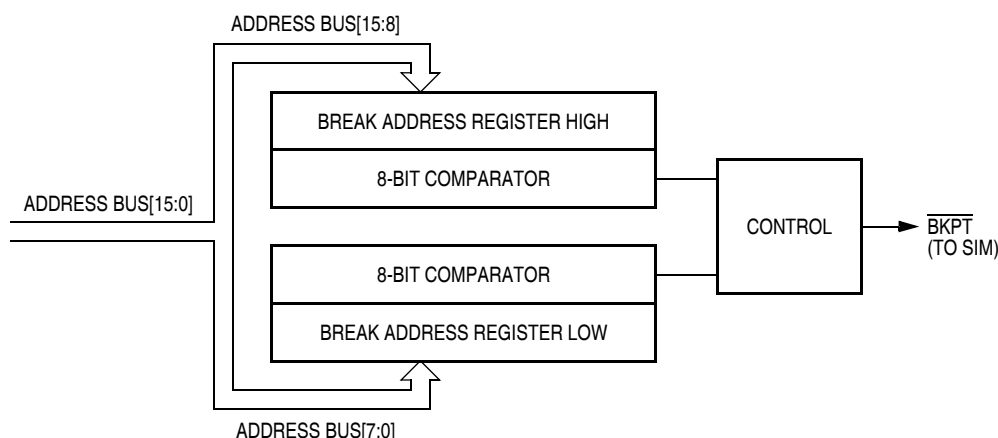 ADDRESS BUS[15:8]
BREAK ADDRESS REGISTER HIGH
8-BIT COMPARATOR
ADDRESS BUS[15:0]
CONTROL
BKPT
(TO SIM)
8-BIT COMPARATOR
BREAK ADDRESS REGISTER LOW
ADDRESS BUS[7:0]